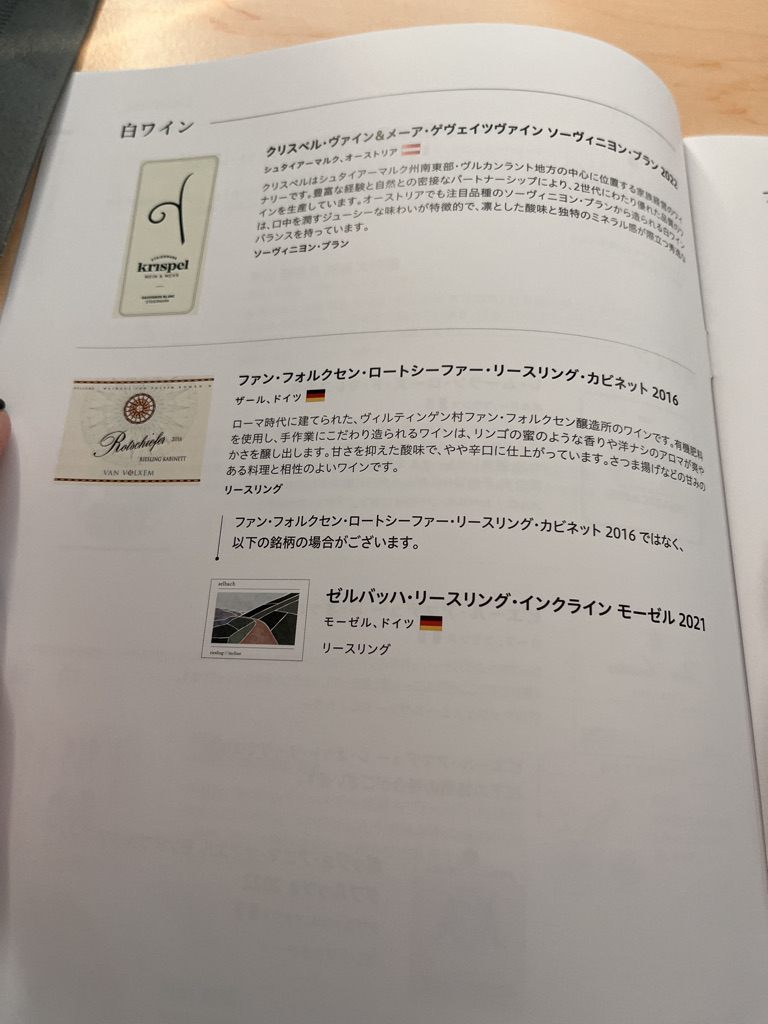 白ワイン
クリスペル・ヴァイン&メーア・ゲヴェイツヴァイン ソーヴィニヨン・ブラン 2022
シュタイアーマルク、オーストリア
クリスペルはシュタイアーマルク州南東部・ヴルカンラント地方の中心に位置する家族経営のワイ
ナリーです。豊富な経験と自然との密接なパートナーシップにより、2世代にわたり優れた品質のワ
インを生産しています。オーストリアでも注目品種のソーヴィニヨン・ブランから造られる白ワイン
は、口中を潤すジューシーな味わいが特徴的で、凛とした酸味と独特のミネラル感が際立つ秀逸な
バランスを持っています。
ソーヴィニヨン・ブラン
STEIERMARK
krispel
WEIN & MEHR
SAUVIGNON BLANC
STEIERMARK
ファン・フォルクセン・ロートシーファー・リースリング・カビネット 2016
ザール、ドイツ
ローマ時代に建てられた、ヴィルティンゲン村ファン・フォルクセン醸造所のワインです。有機肥料
を使用し、手作業にこだわり造られるワインは、リンゴの蜜のような香りや洋ナシのアロマが爽や
かさを醸し出します。甘さを抑えた酸味で、やや辛口に仕上がっています。さつま揚げなどの甘みの
ある料理と相性のよいワインです。
リースリング
Rotschiefer 2016
RIESLING KABINETT
VAN VOLXEM
ファン・フォルクセン・ロートシーファー・リースリング・カビネット 2016 ではなく、
以下の銘柄の場合がございます。
selbach
riesling / incline
ゼルバッハ・リースリング・インクライン モーゼル 2021
モーゼル、ドイツ
リースリング